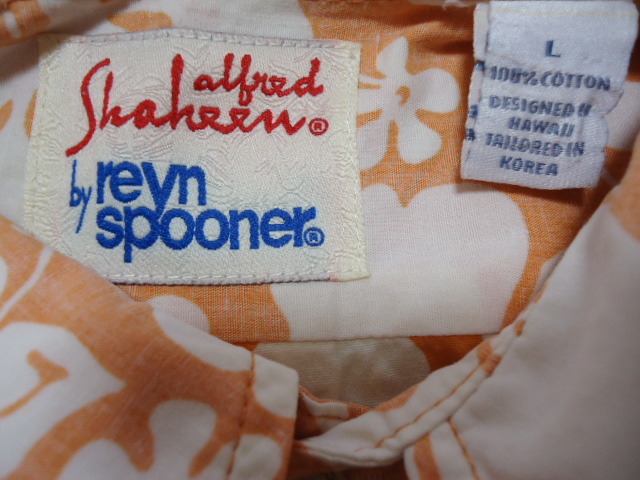 alfred
Shaheen®
by reyn
spooner®
L
100% COTTON
DESIGNED IN
HAWAII
TAILORED IN
KOREA